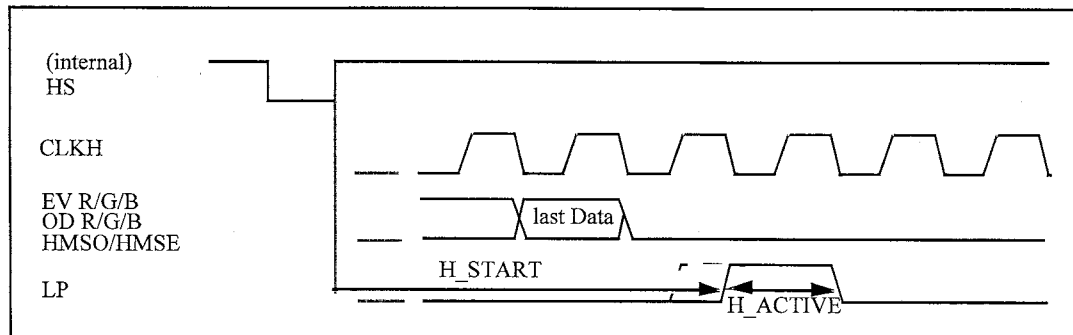 (internal)
HS
CLKH
EV R/G/B
OD R/G/B
HMSO/HMSE
last Data
H_START
LP
H_ACTIVE